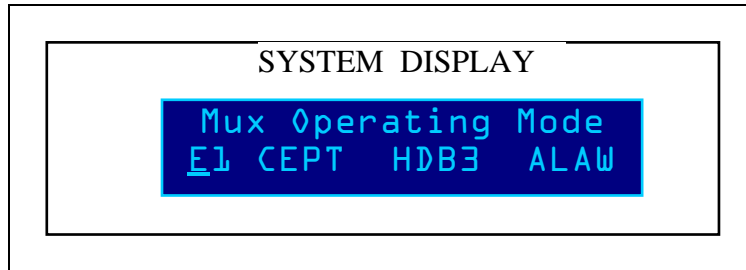 SYSTEM DISPLAY
Mux Operating Mode
E1 CEPT HDB3 ALAW